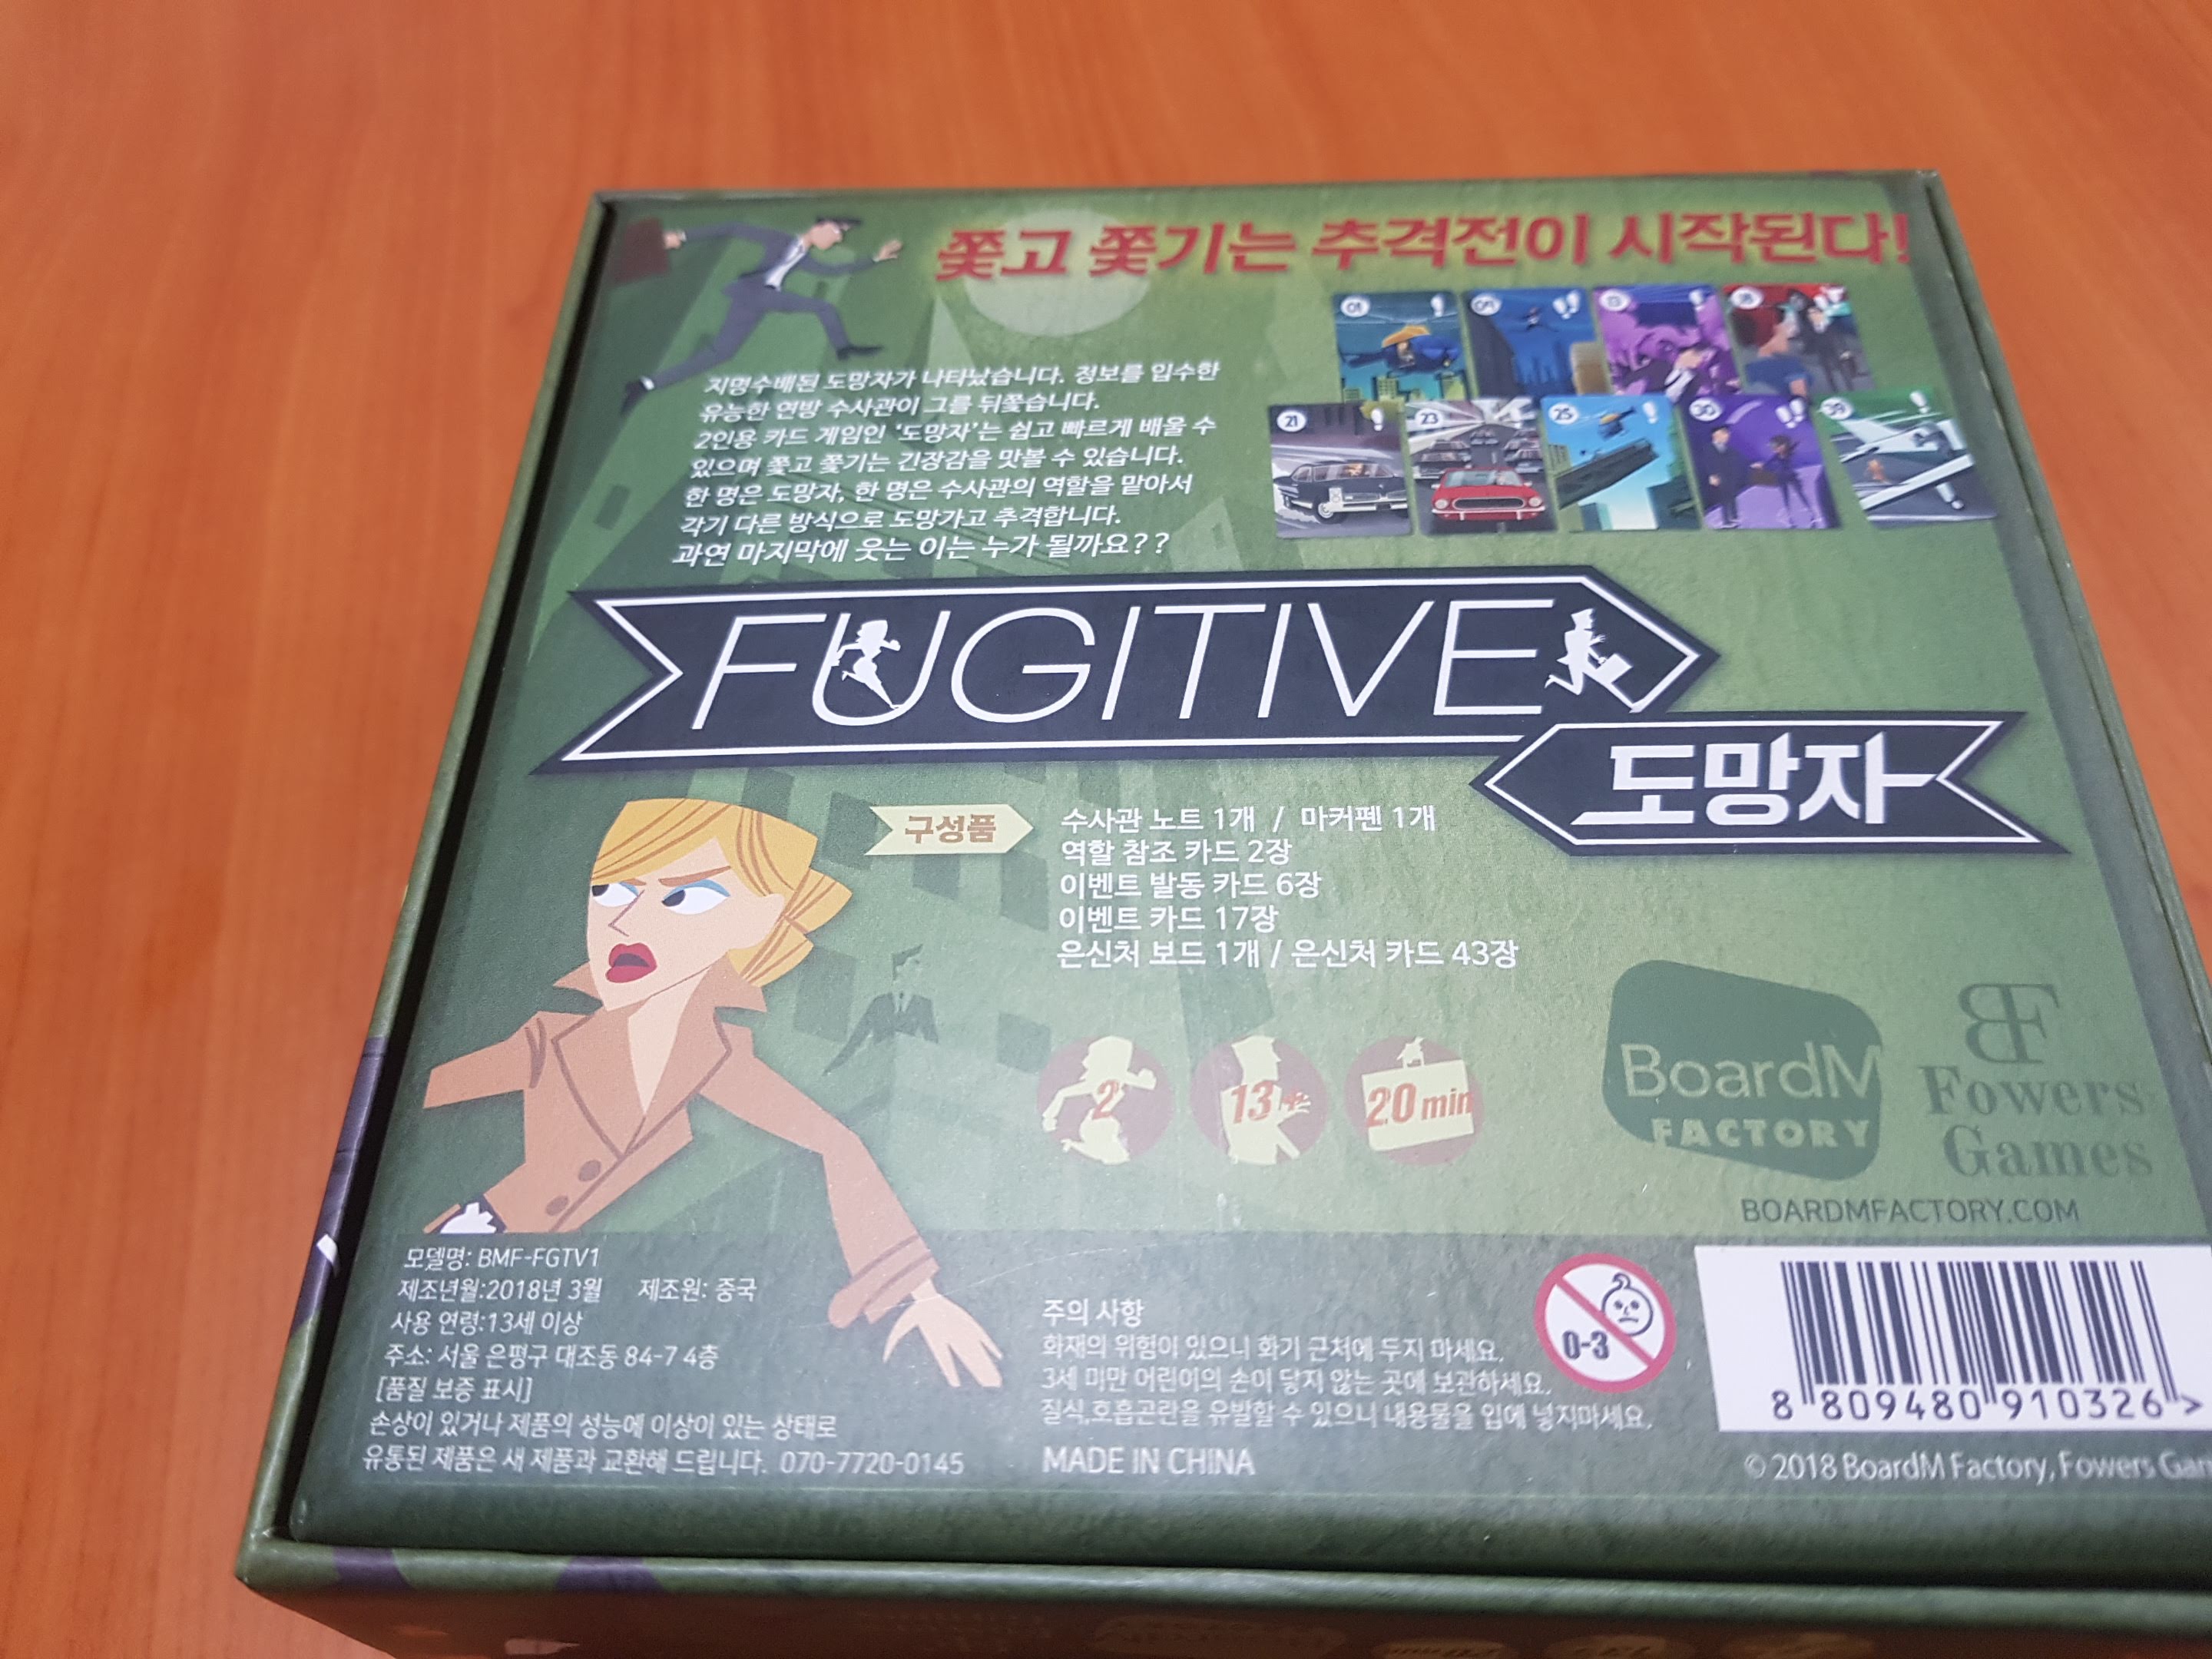 쫓고 쫓기는 추격전이 시작된다!
01
04
13
18
21
23
25
30
39
지명수배된 도망자가 나타났습니다. 정보를 입수한
유능한 연방 수사관이 그를 뒤쫓습니다.
2인용 카드 게임인 '도망자'는 쉽고 빠르게 배울 수
있으며 쫓고 쫓기는 긴장감을 맛볼 수 있습니다.
한 명은 도망자, 한 명은 수사관의 역할을 맡아서
각기 다른 방식으로 도망가고 추격합니다.
과연 마지막에 웃는 이는 누가 될까요??
FUGITIVE
도망자
구성품
수사관 노트 1개 / 마커펜 1개
역할 참조 카드 2장
이벤트 발동 카드 6장
이벤트 카드 17장
은신처 보드 1개 / 은신처 카드 43장
2
13+
20 min
BoardM
FACTORY
BF
Fowers
Games
BOARDMFACTORY.COM
모델명: BMF-FGTV1
제조년월:2018년 3월 제조원: 중국
사용 연령:13세 이상
주소: 서울 은평구 대조동 84-7 4층
[품질 보증 표시]
손상이 있거나 제품의 성능에 이상이 있는 상태로
유통된 제품은 새 제품과 교환해 드립니다. 070-7720-0145
주의 사항
화재의 위험이 있으니 화기 근처에 두지 마세요.
3세 미만 어린이의 손이 닿지 않는 곳에 보관하세요.
질식,호흡곤란을 유발할 수 있으니 내용물을 입에 넣지마세요.
MADE IN CHINA
0-3
8 809480 910326 >
© 2018 BoardM Factory, Fowers Gam